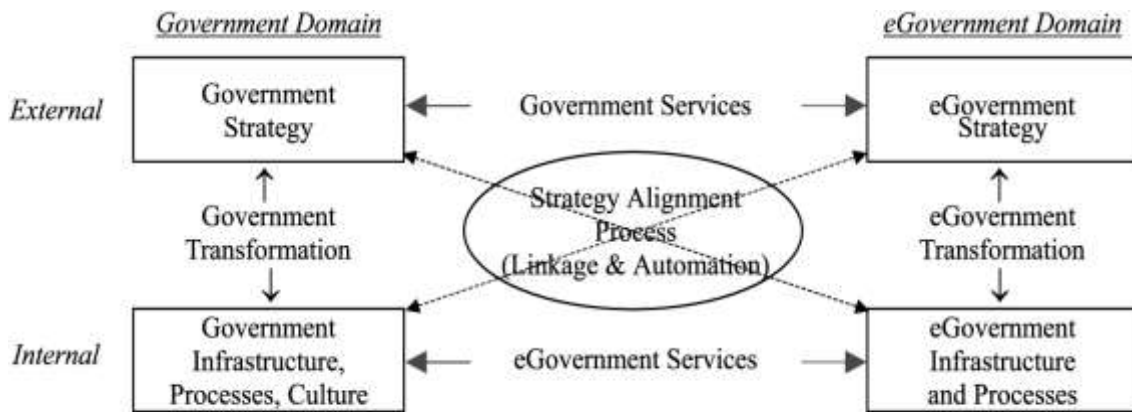 Government Domain
eGovernment Domain
External
Government
Strategy
Government Services
eGovernment
Strategy
Government
Transformation
Strategy Alignment
Process
(Linkage & Automation)
eGovernment
Transformation
Internal
Government
Infrastructure,
Processes, Culture
eGovernment Services
eGovernment
Infrastructure
and Processes